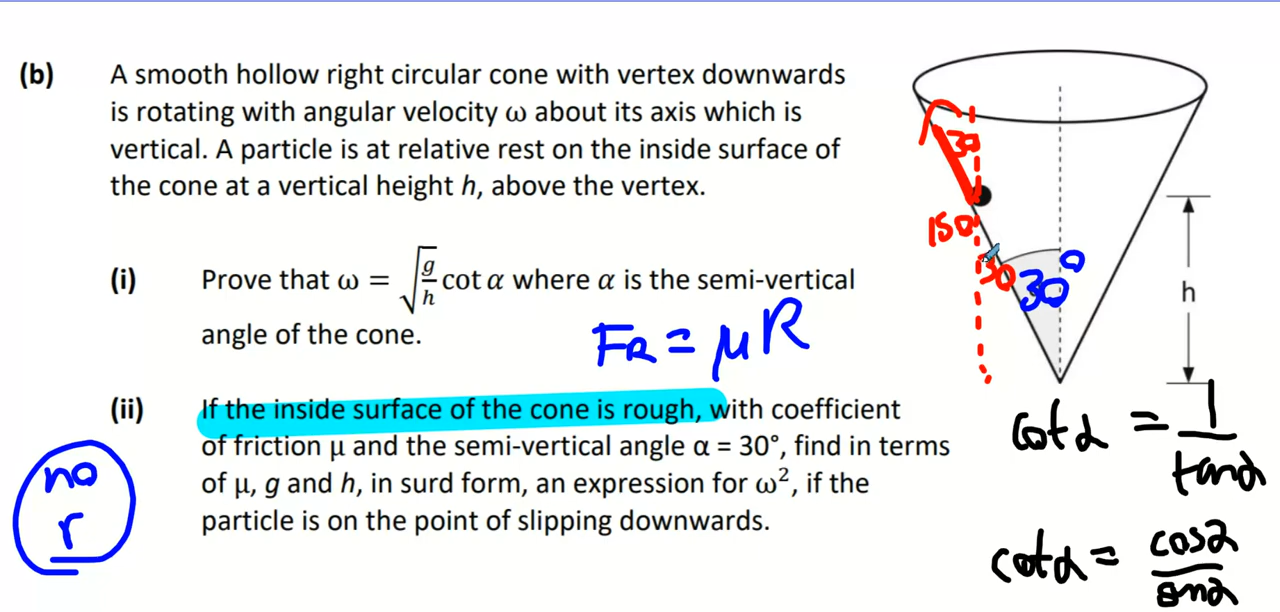 (b) A smooth hollow right circular cone with vertex downwards
is rotating with angular velocity ω about its axis which is
vertical. A particle is at relative rest on the inside surface of
the cone at a vertical height h, above the vertex.
(i) Prove that ω = √(g/h) cot α where α is the semi-vertical
angle of the cone.
FR = μR
(ii) If the inside surface of the cone is rough, with coefficient
of friction μ and the semi-vertical angle α = 30°, find in terms
of μ, g and h, in surd form, an expression for ω², if the
particle is on the point of slipping downwards.
no
r
30
150
30
30°
h
cotα = 1/tanα
cotα = cosα/sinα